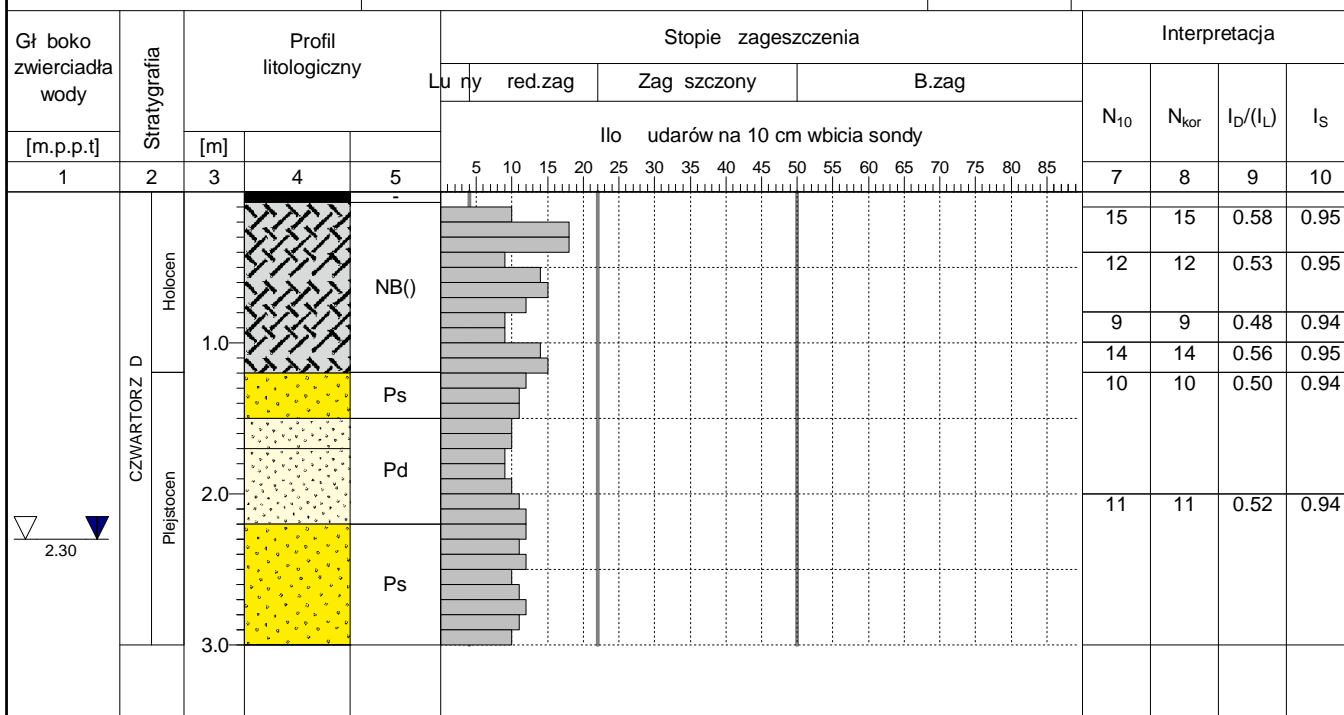 Gł boko
zwierciadła
wody
[m.p.p.t]
Stratygrafia
Profil
litologiczny
[m]
Stopie zageszczenia
Lu ny red.zag Zag szczony B.zag
Ilo udarów na 10 cm wbicia sondy
5 10 15 20 25 30 35 40 45 50 55 60 65 70 75 80 85
Interpretacja
N10 Nkor ID/(IL) IS
1 2 3 4 5 7 8 9 10
-
15 15 0.58 0.95
Holocen
12 12 0.53 0.95
NB()
9 9 0.48 0.94
1.0
14 14 0.56 0.95
CZWARTORZ D
10 10 0.50 0.94
Ps
Pd
Plejstocen
2.0
11 11 0.52 0.94
2.30
Ps
3.0